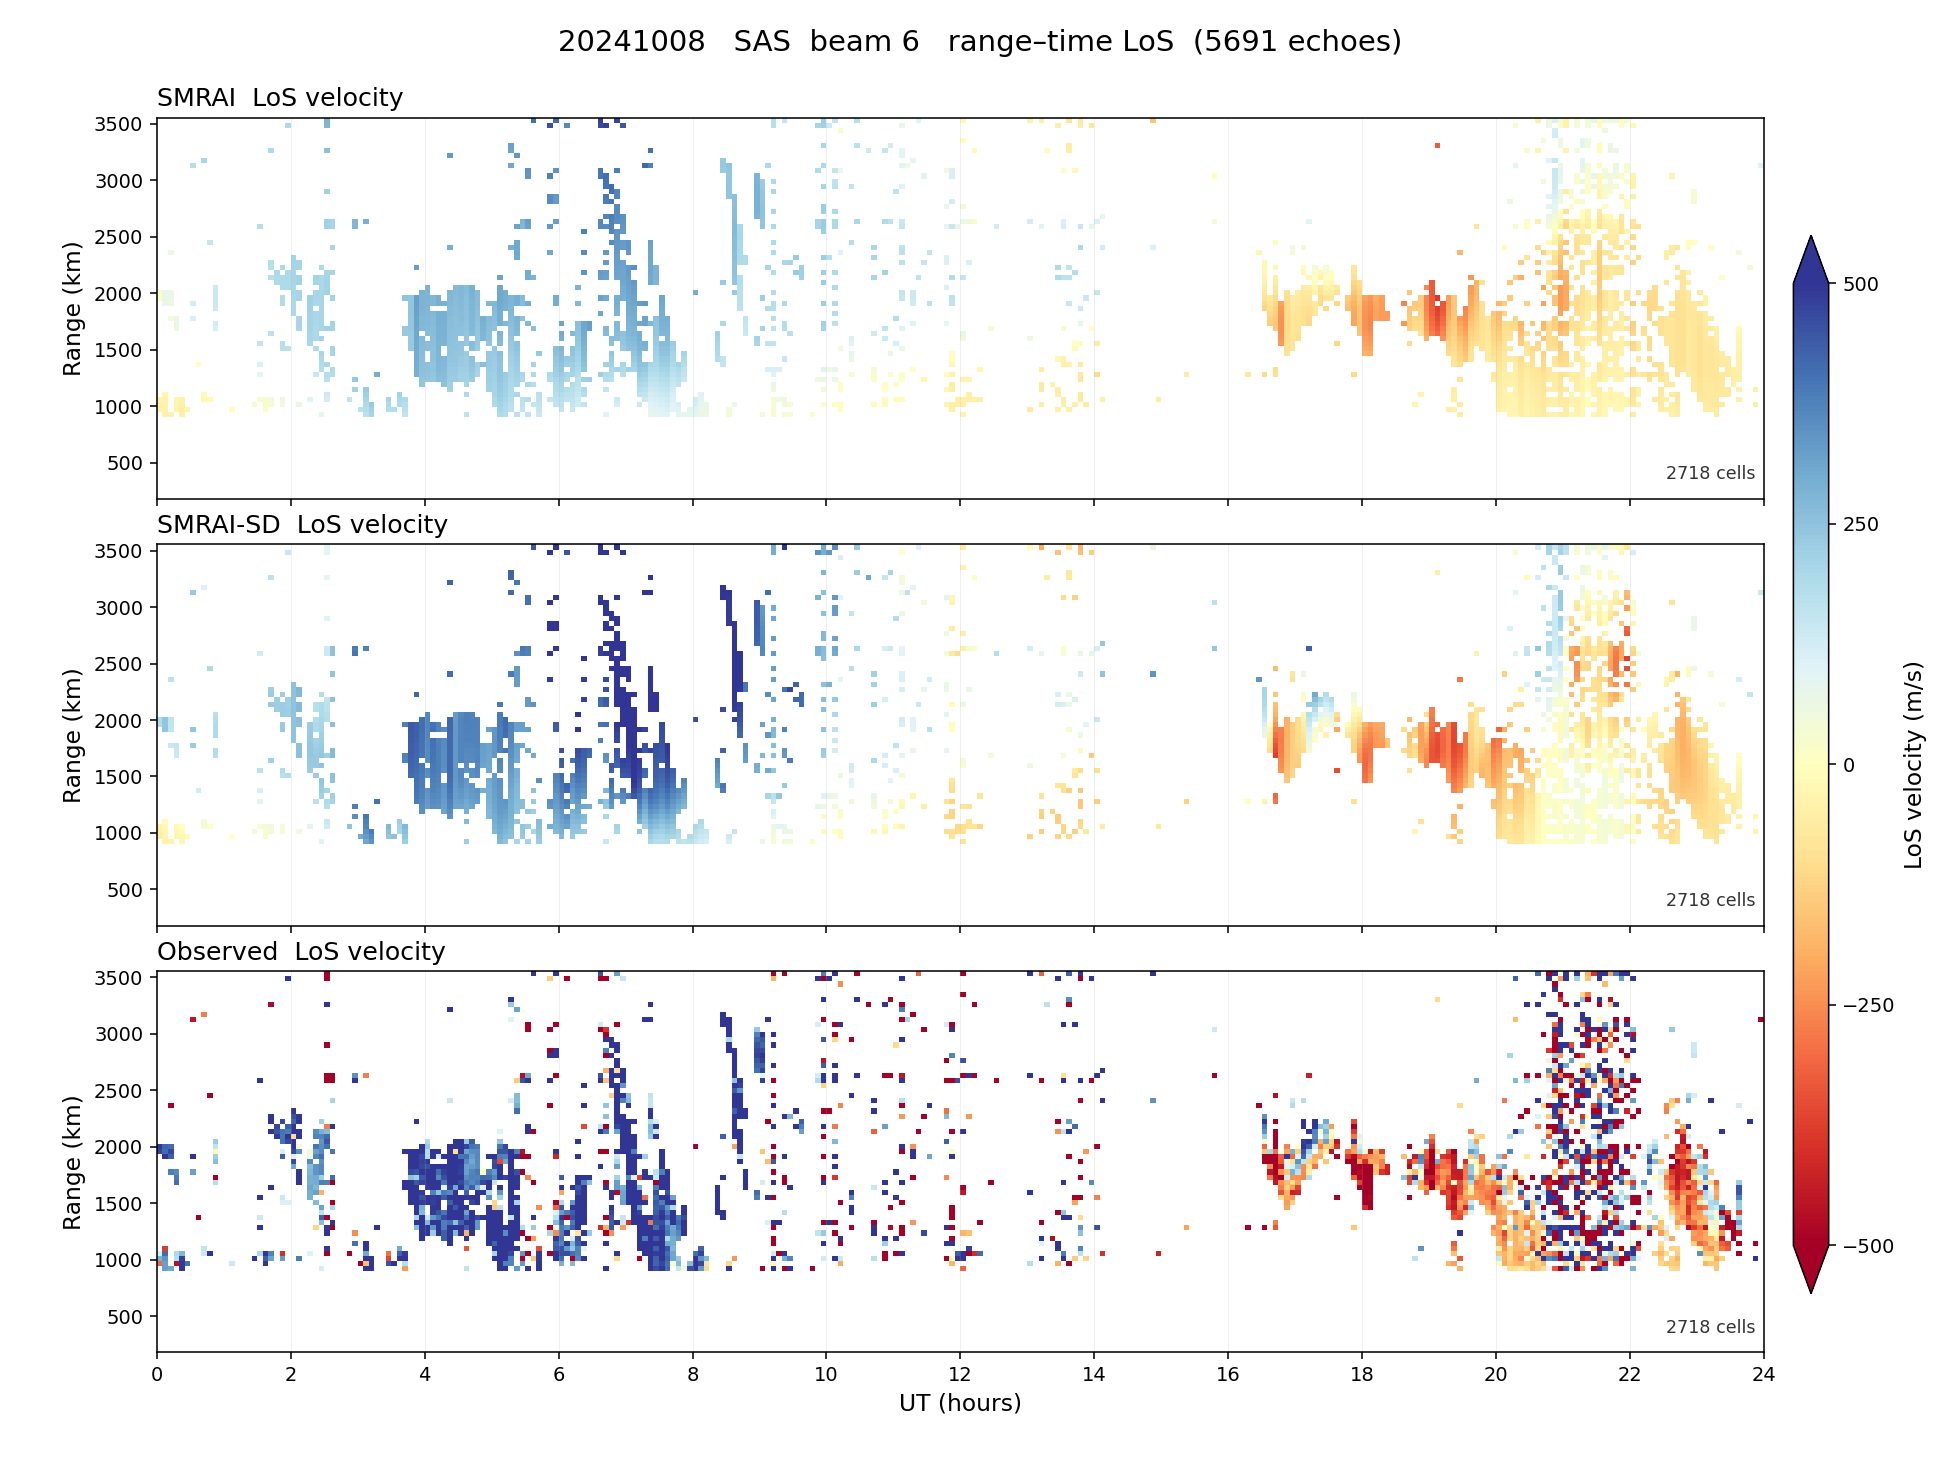 20241008   SAS  beam 6   range–time LoS  (5691 echoes)
SMRAI  LoS velocity
3500
3000
2500
2000
1500
1000
500
Range (km)
2718 cells
SMRAI-SD  LoS velocity
3500
3000
2500
2000
1500
1000
500
Range (km)
2718 cells
Observed  LoS velocity
3500
3000
2500
2000
1500
1000
500
Range (km)
2718 cells
0 2 4 6 8 10 12 14 16 18 20 22 24
UT (hours)
500
250
0
−250
−500
LoS velocity (m/s)